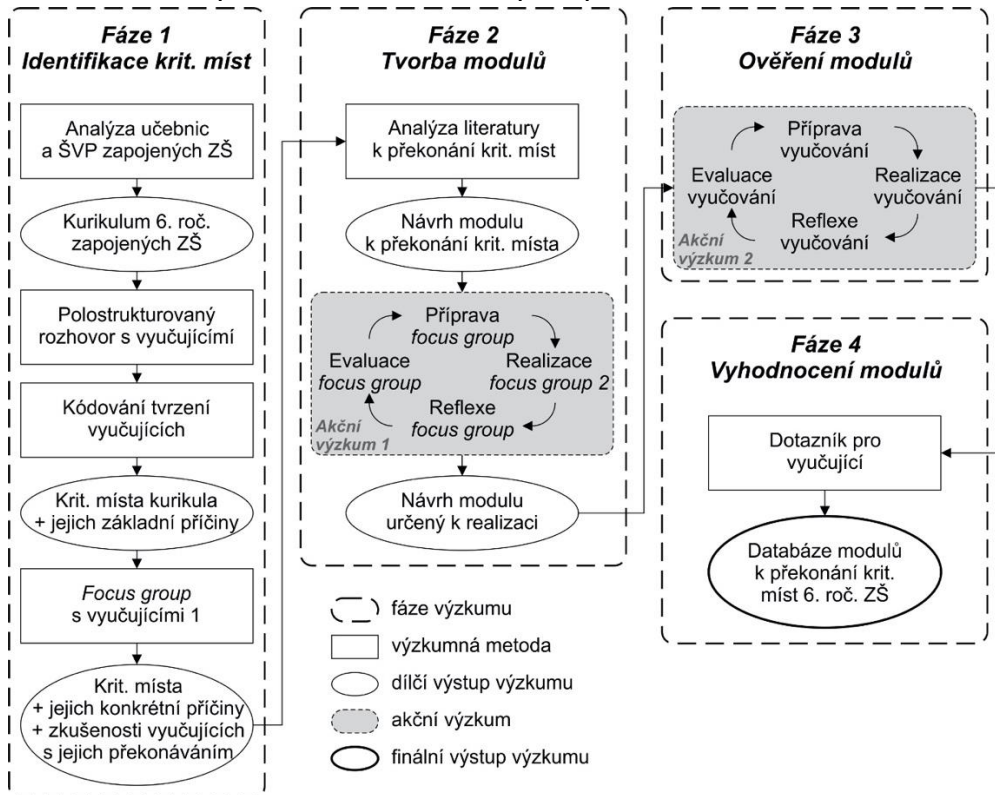 Fáze 1
Identifikace krit. míst
Analýza učebnic
a ŠVP zapojených ZŠ
Kurikulum 6. roč.
zapojených ZŠ
Polostrukturovaný
rozhovor s vyučujícími
Kódování tvrzení
vyučujících
Krit. místa kurikula
+ jejich základní příčiny
Focus group
s vyučujícími 1
Krit. místa
+ jejich konkrétní příčiny
+ zkušenosti vyučujících
s jejich překonáváním
Fáze 2
Tvorba modulů
Analýza literatury
k překonání krit. míst
Návrh modulu
k překonání krit. místa
Příprava
focus group
Evaluace
focus group
Realizace
focus group 2
Reflexe
focus group
Akční
výzkum 1
Návrh modulu
určený k realizaci
Fáze 3
Ověření modulů
Příprava
vyučování
Evaluace
vyučování
Realizace
vyučování
Reflexe
vyučování
Akční
výzkum 2
Fáze 4
Vyhodnocení modulů
Dotazník pro
vyučující
Databáze modulů
k překonání krit.
míst 6. roč. ZŠ
fáze výzkumu
výzkumná metoda
dílčí výstup výzkumu
akční výzkum
finální výstup výzkumu